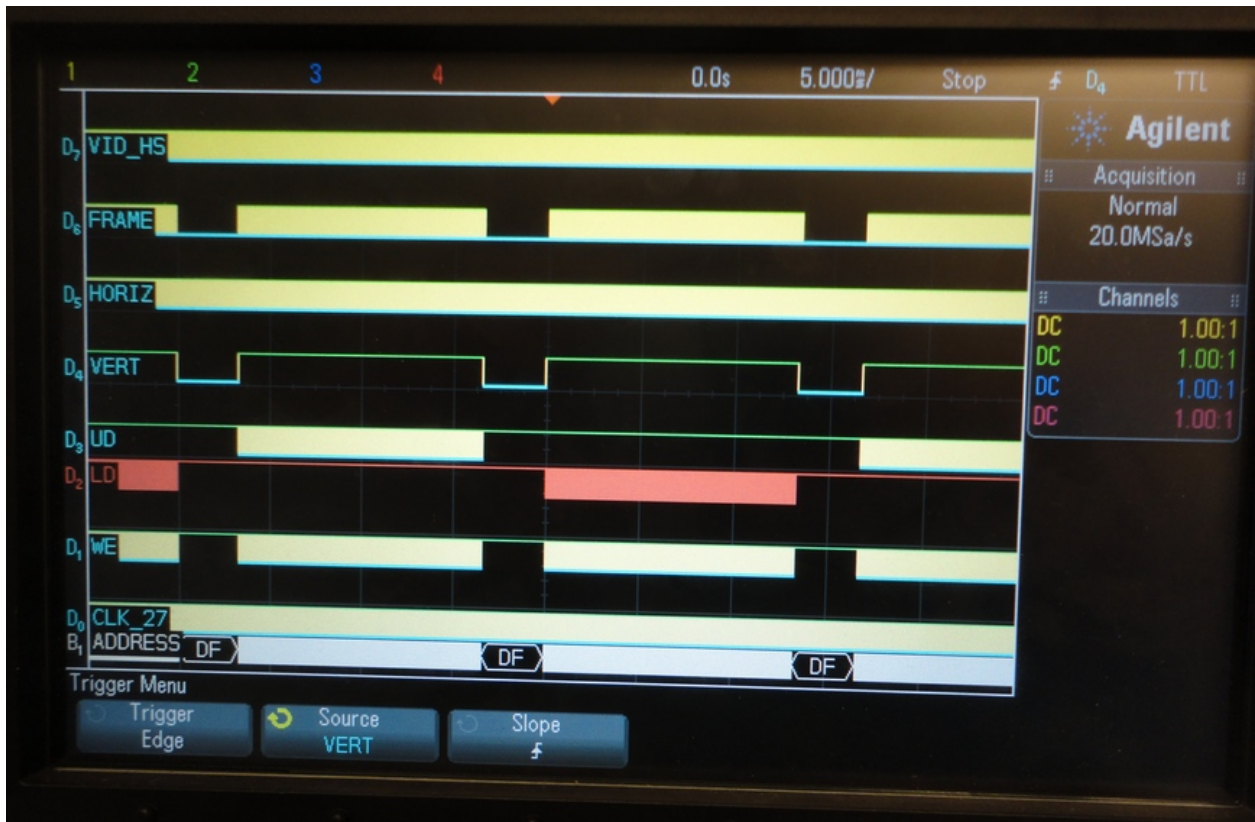 1 2 3 4 0.0s 5.000ms/ Stop D4 TTL
Agilent
Acquisition
Normal
20.0MSa/s
Channels
DC 1.00:1
DC 1.00:1
DC 1.00:1
DC 1.00:1
D7 VID_HS
D6 FRAME
D5 HORIZ
D4 VERT
D3 UD
D2 LD
D1 WE
D0 CLK_27
B1 ADDRESS DF DF DF
Trigger Menu
Trigger
Edge
Source
VERT
Slope